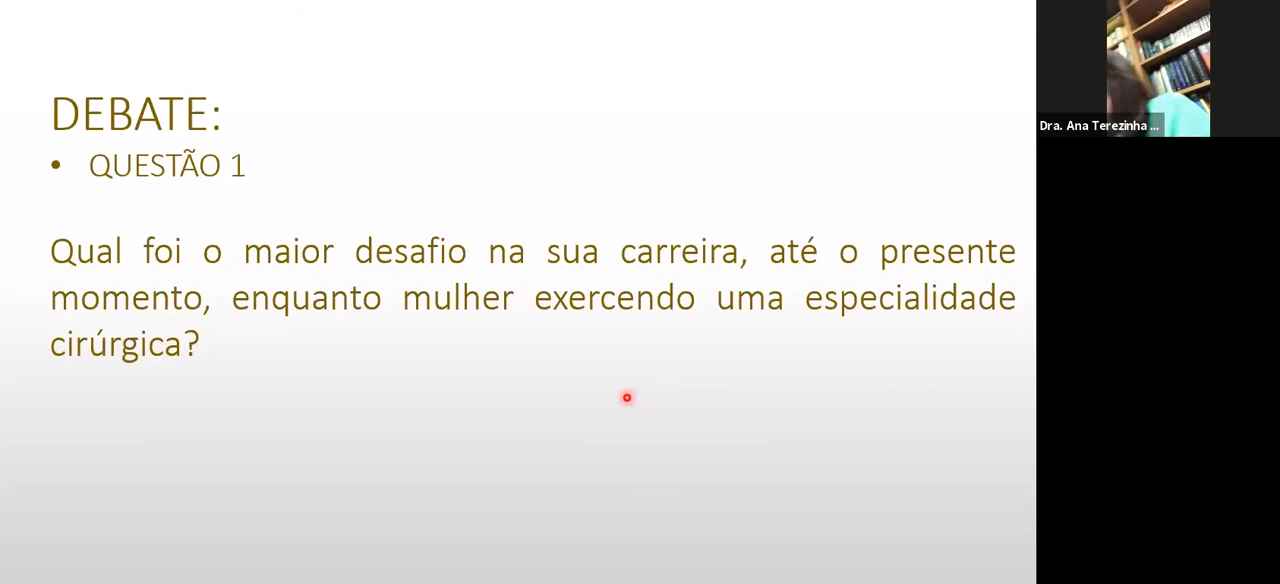 DEBATE:
• QUESTÃO 1
Qual foi o maior desafio na sua carreira, até o presente
momento, enquanto mulher exercendo uma especialidade
cirúrgica?
Dra. Ana Terezinha ...